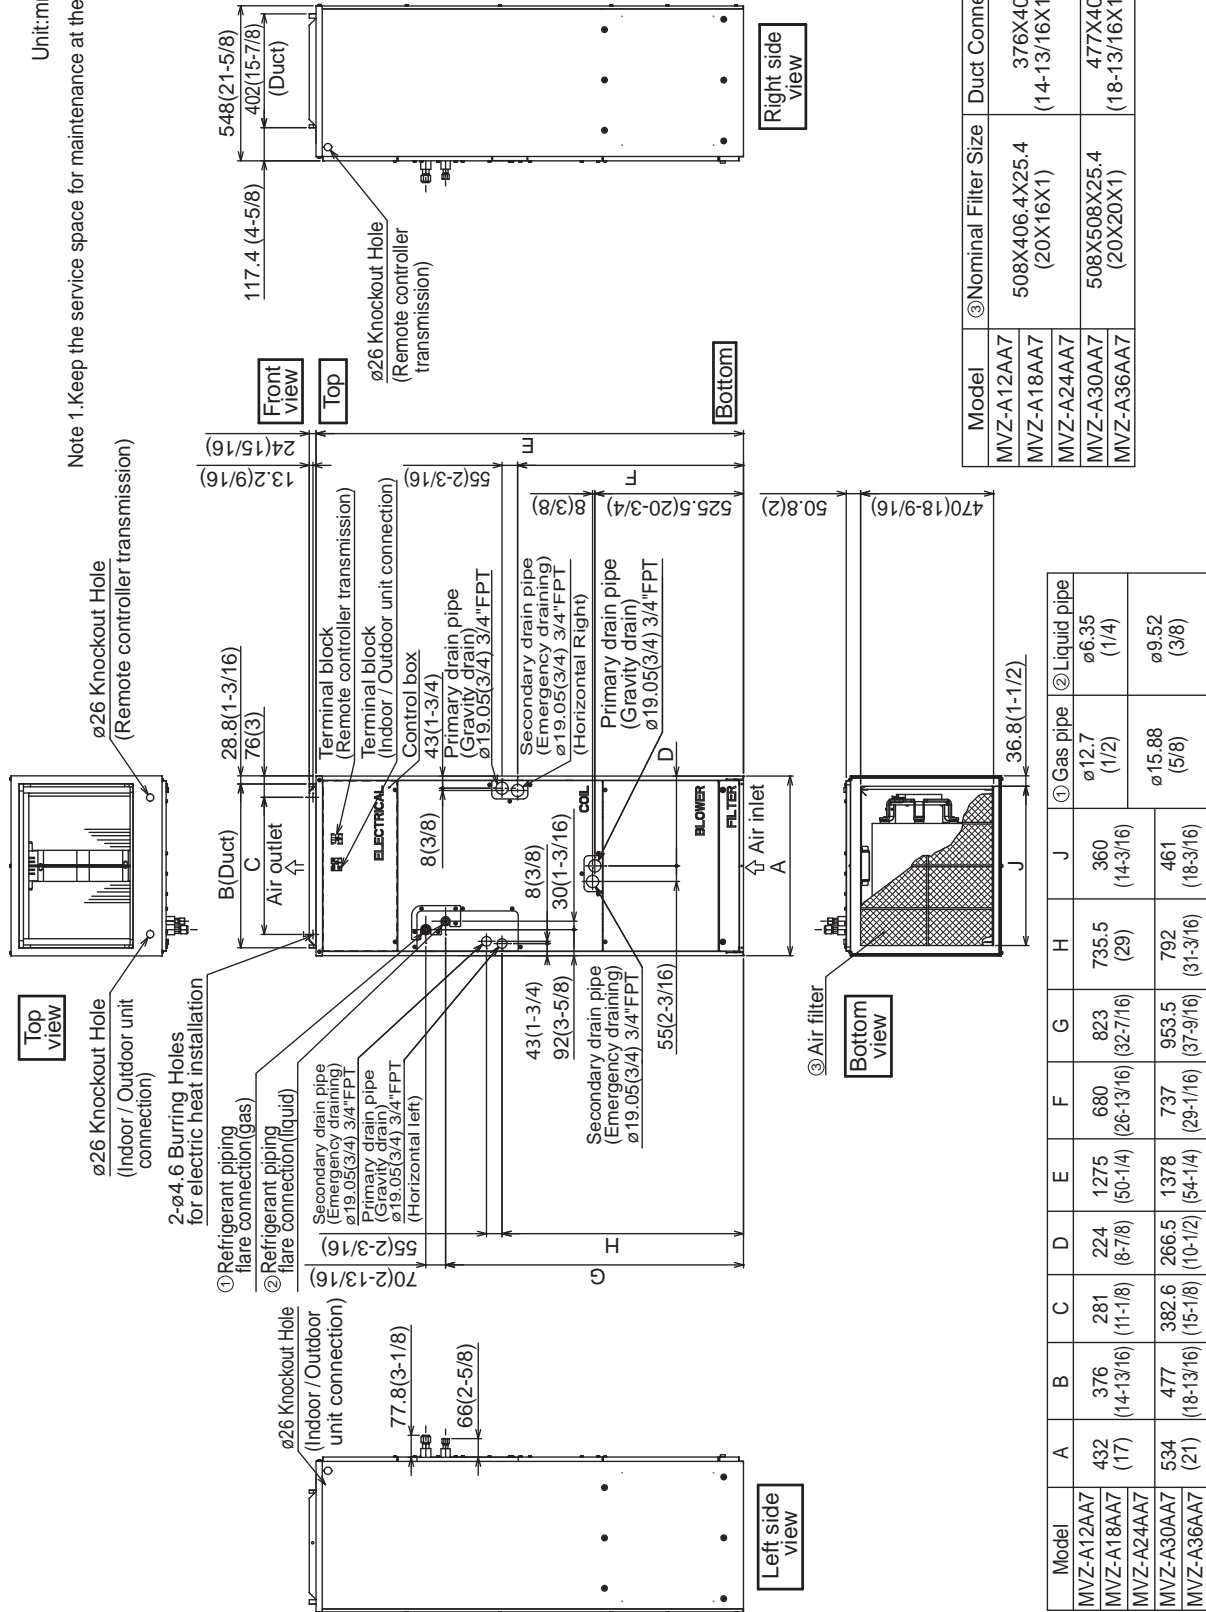 Unit:m
Note 1.Keep the service space for maintenance at the
Top
view
ø26 Knockout Hole
(Indoor / Outdoor unit
connection)
ø26 Knockout Hole
(Remote controller transmission)
548(21-5/8)
402(15-7/8)
(Duct)
117.4 (4-5/8)
ø26 Knockout Hole
(Remote controller
transmission)
Right side
view
2-ø4.6 Burring Holes
for electric heat installation
①Refrigerant piping
flare connection(gas)
②Refrigerant piping
flare connection(liquid)
Secondary drain pipe
(Emergency draining)
ø19.05(3/4) 3/4"FPT
Primary drain pipe
(Gravity drain)
ø19.05(3/4) 3/4"FPT
(Horizontal left)
B(Duct)
C
Air outlet
28.8(1-3/16)
76(3)
Front
view
Top
24(15/16)
13.2(9/16)
Terminal block
(Remote controller transmission)
Terminal block
(Indoor / Outdoor unit connection)
Control box
43(1-3/4)
Primary drain pipe
(Gravity drain)
ø19.05(3/4) 3/4"FPT
Secondary drain pipe
(Emergency draining)
ø19.05(3/4) 3/4"FPT
(Horizontal Right)
Primary drain pipe
(Gravity drain)
ø19.05(3/4) 3/4"FPT
ELECTRICAL
COIL
BLOWER
FILTER
8(3/8)
8(3/8)
30(1-3/16)
43(1-3/4)
92(3-5/8)
Secondary drain pipe
(Emergency draining)
ø19.05(3/4) 3/4"FPT
55(2-3/16)
D
Air inlet
A
55(2-3/16)
E
F
8(3/8)
525.5(20-3/4)
Bottom
55(2-3/16)
70(2-13/16)
H
G
ø26 Knockout Hole
(Indoor / Outdoor
unit connection)
77.8(3-1/8)
66(2-5/8)
Left side
view
③Air filter
Bottom
view
50.8(2)
470(18-9/16)
36.8(1-1/2)
J
Model ③Nominal Filter Size Duct Conne
MVZ-A12AA7
MVZ-A18AA7 508X406.4X25.4 376X40
(20X16X1) (14-13/16X1
MVZ-A24AA7
MVZ-A30AA7 508X508X25.4 477X40
MVZ-A36AA7 (20X20X1) (18-13/16X1
Model A B C D E F G H J ①Gas pipe ②Liquid pipe
MVZ-A12AA7 432 376 281 224 1275 680 823 735.5 360 ø12.7 ø6.35
MVZ-A18AA7 (17) (14-13/16) (11-1/8) (8-7/8) (50-1/4) (26-13/16) (32-7/16) (29) (14-3/16) (1/2) (1/4)
MVZ-A24AA7 ø15.88 ø9.52
MVZ-A30AA7 534 477 382.6 266.5 1378 737 953.5 792 461 (5/8) (3/8)
MVZ-A36AA7 (21) (18-13/16) (15-1/8) (10-1/2) (54-1/4) (29-1/16) (37-9/16) (31-3/16) (18-3/16)